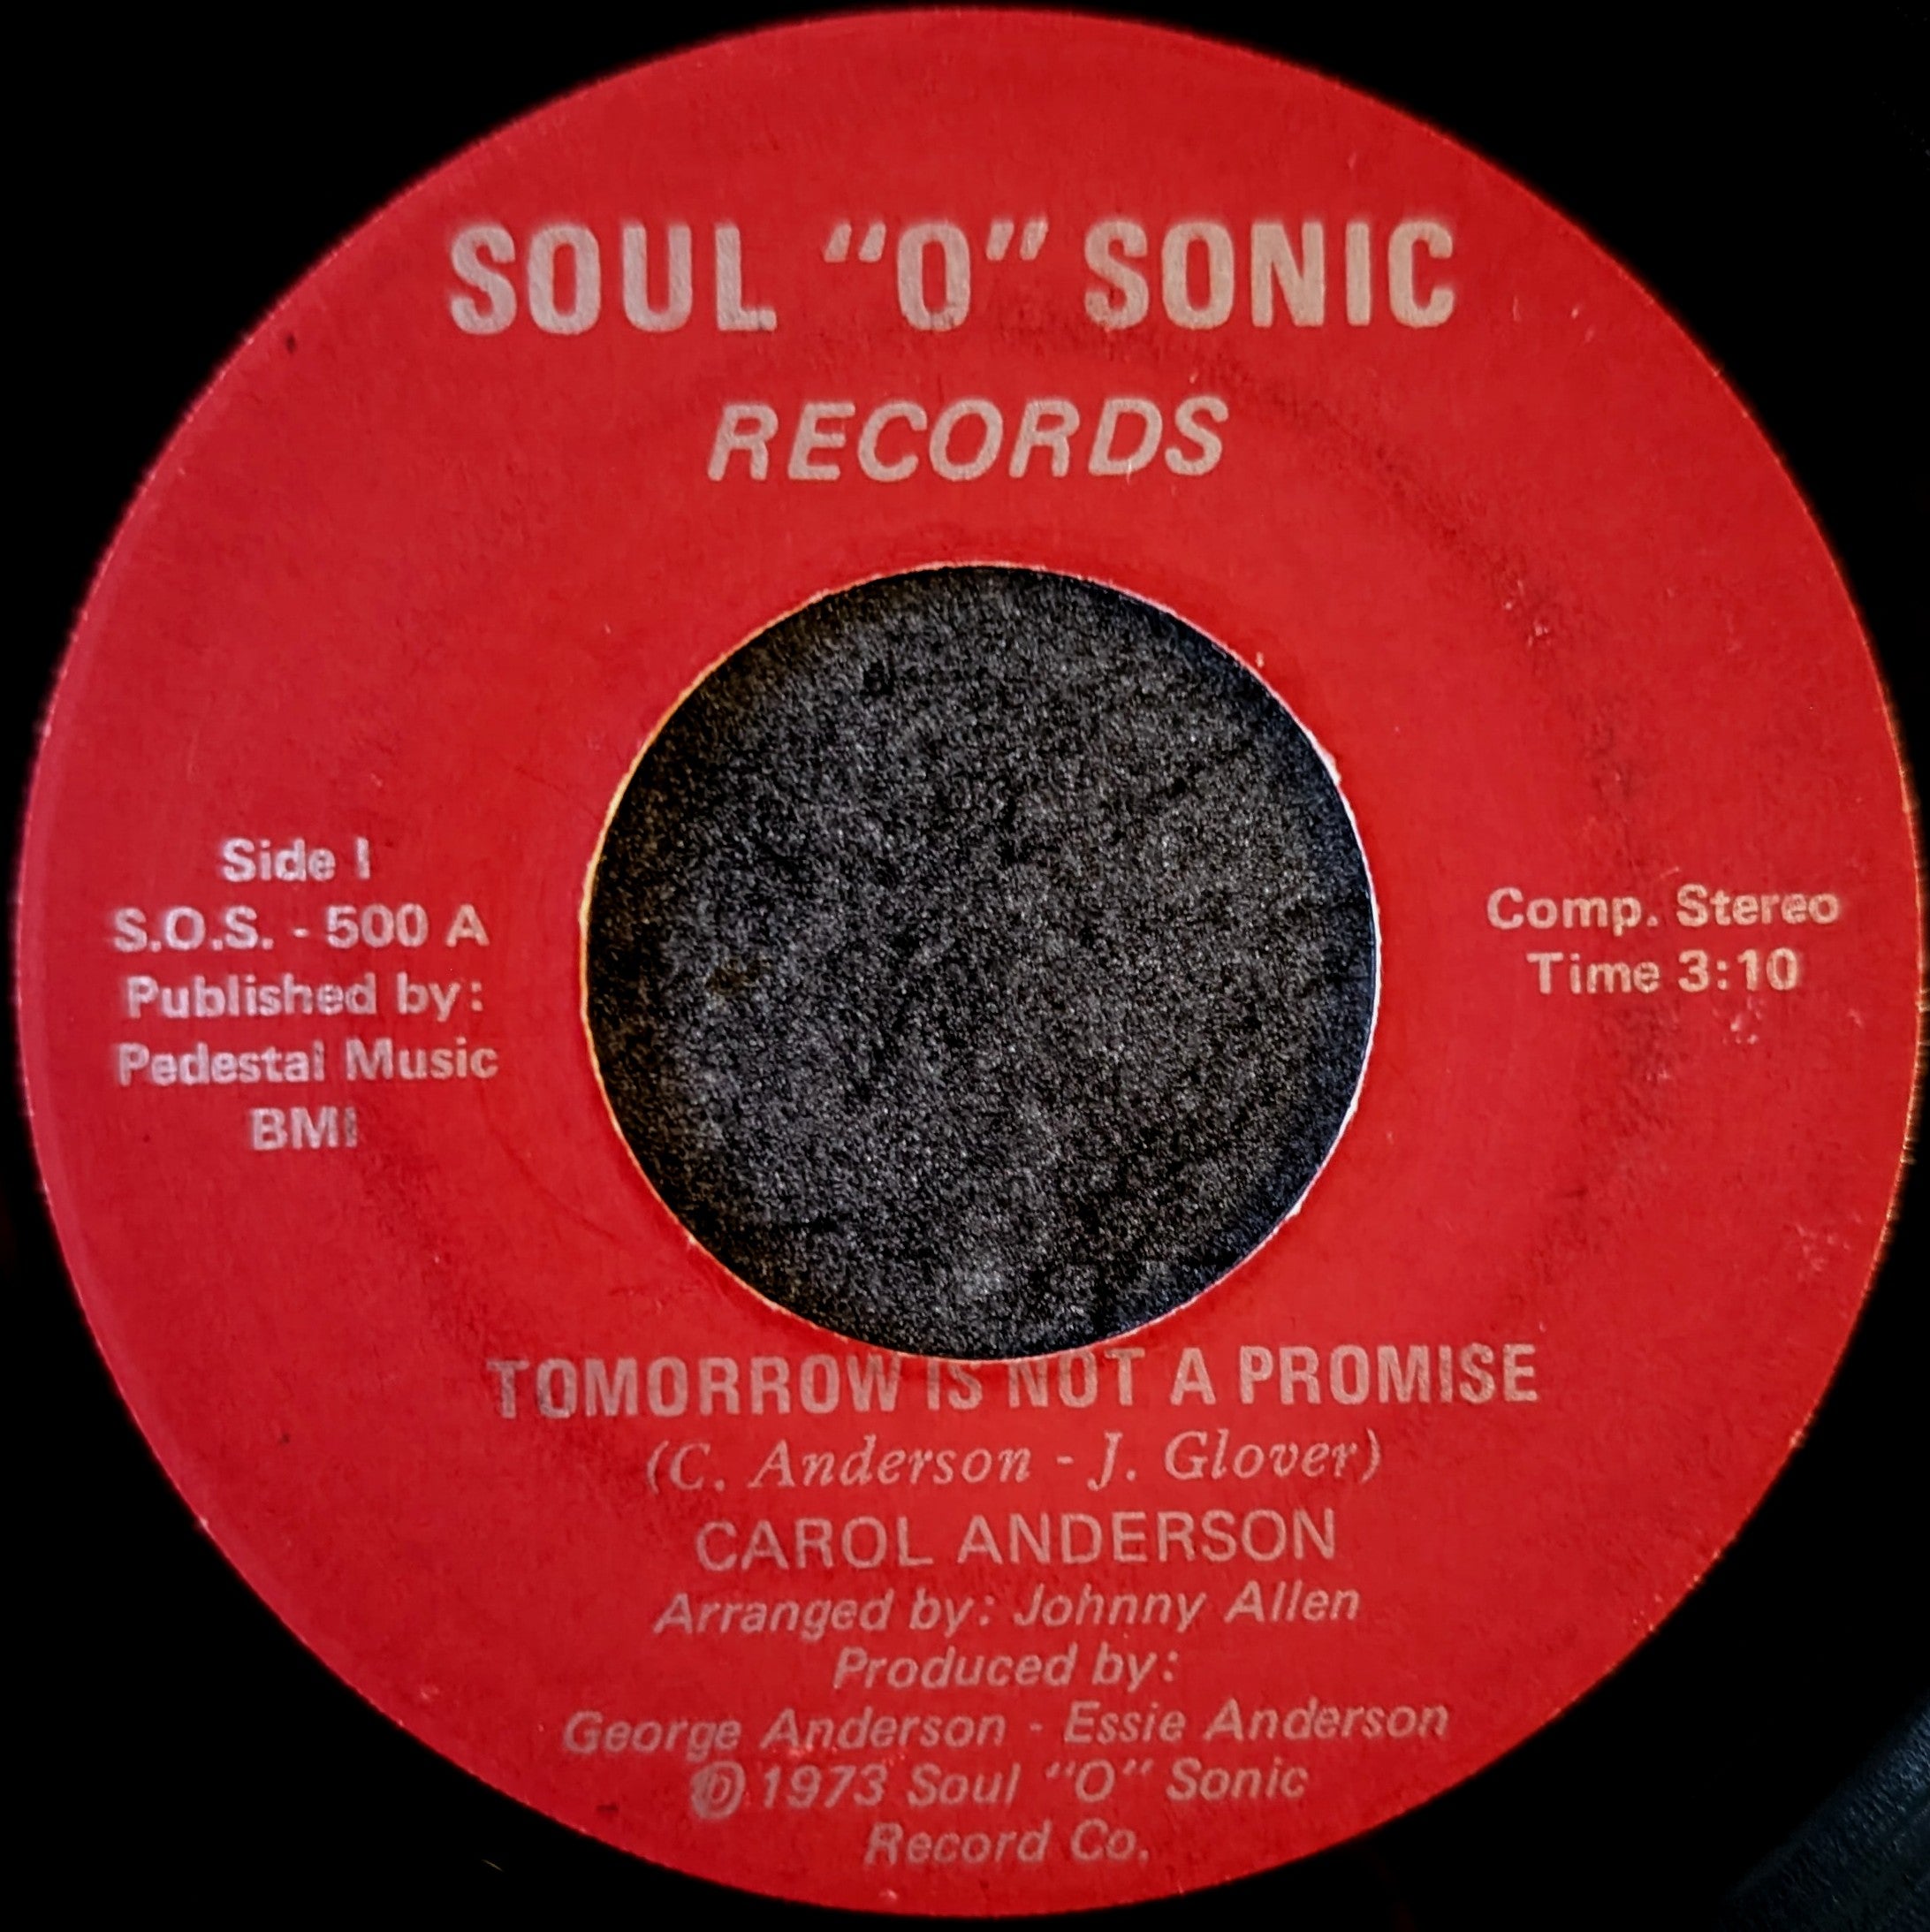 SOUL "O" SONIC
RECORDS
Side I
S.O.S. - 500 A
Published by:
Pedestal Music
BMI
Comp. Stereo
Time 3:10
TOMORROW IS NOT A PROMISE
(C. Anderson - J. Glover)
CAROL ANDERSON
Arranged by: Johnny Allen
Produced by:
George Anderson - Essie Anderson
℗ 1973 Soul "O" Sonic
Record Co.